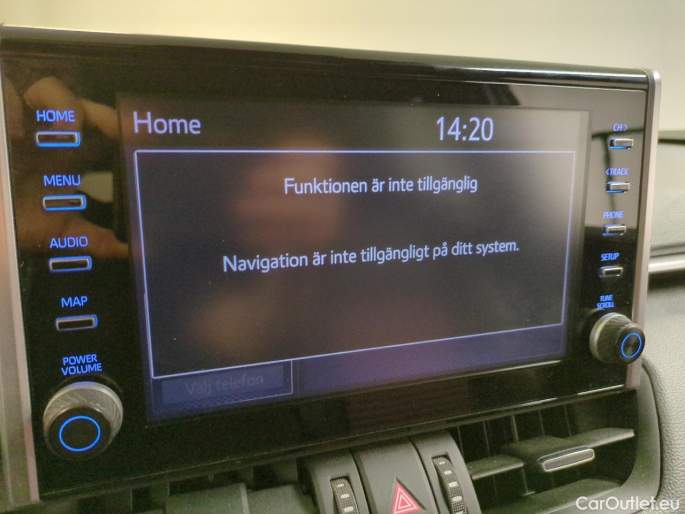 HOME
MENU
AUDIO
MAP
POWER
VOLUME
Home
14:20
Funktionen är inte tillgänglig
Navigation är inte tillgängligt på ditt system.
Välj telefon
CH >
< TRACK
PHONE
SETUP
TUNE
SCROLL
CarOutlet.eu